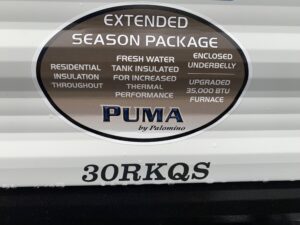 EXTENDED
SEASON PACKAGE
RESIDENTIAL
INSULATION
THROUGHOUT
FRESH WATER
TANK INSULATED
FOR INCREASED
THERMAL
PERFORMANCE
ENCLOSED
UNDERBELLY
UPGRADED
35,000 BTU
FURNACE
PUMA
by Palomino
30RKQS